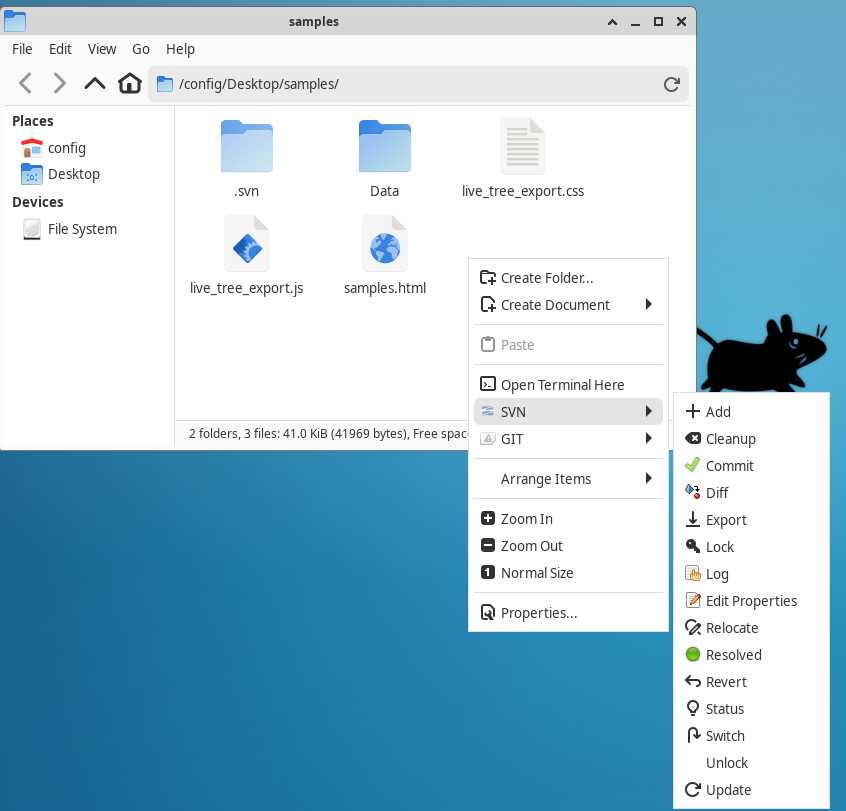 samples
File Edit View Go Help
/config/Desktop/samples/
Places
config
Desktop
Devices
File System
.svn
Data
live_tree_export.css
live_tree_export.js
samples.html
2 folders, 3 files: 41.0 KiB (41969 bytes), Free
Create Folder...
Create Document
Paste
Open Terminal Here
SVN
GIT
Arrange Items
Zoom In
Zoom Out
Normal Size
Properties...
Add
Cleanup
Commit
Diff
Export
Lock
Log
Edit Properties
Relocate
Resolved
Revert
Status
Switch
Unlock
Update